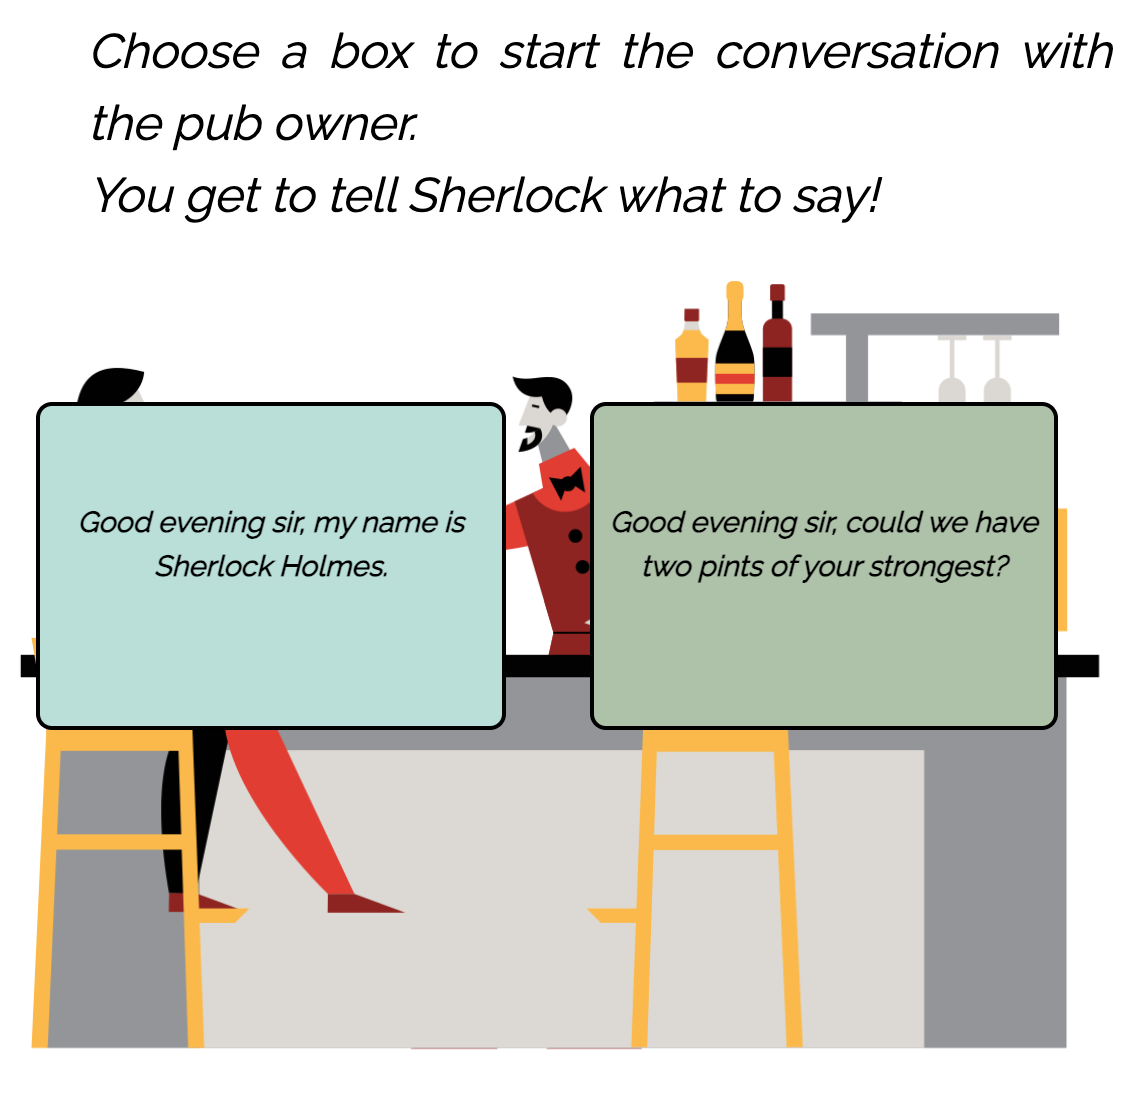 Choose a box to start the conversation with
the pub owner.
You get to tell Sherlock what to say!
Good evening sir, my name is
Sherlock Holmes.
Good evening sir, could we have
two pints of your strongest?